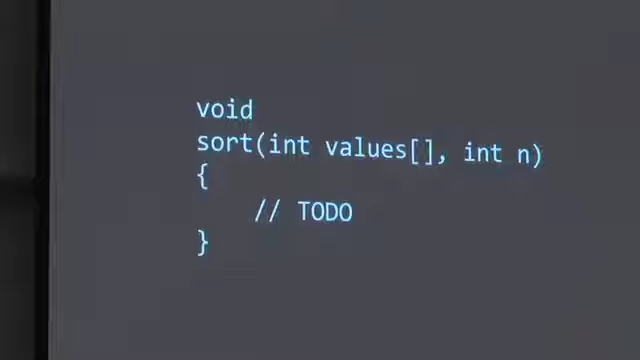 void
sort(int values[], int n)
{
    // TODO
}